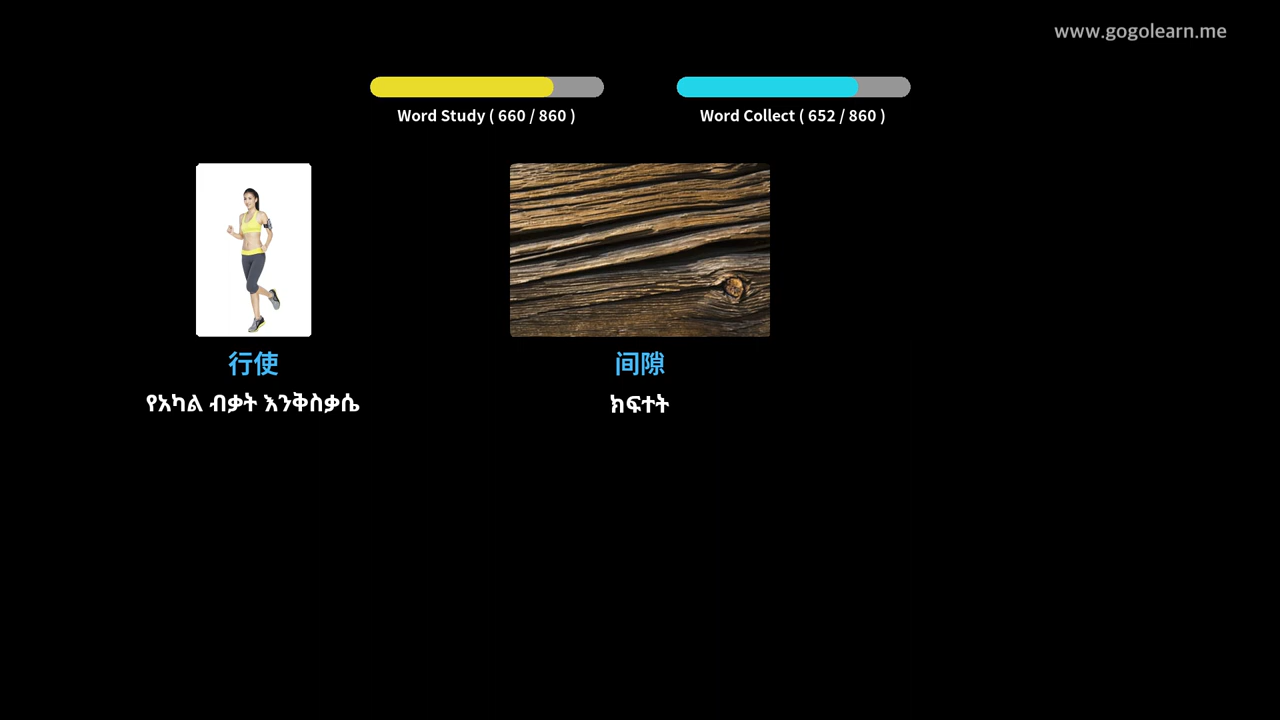 www.gogolearn.me
Word Study ( 660 / 860 )
Word Collect ( 652 / 860 )
行使
የአካል ብቃት እንቅስቃሴ
间隙
ክፍተት